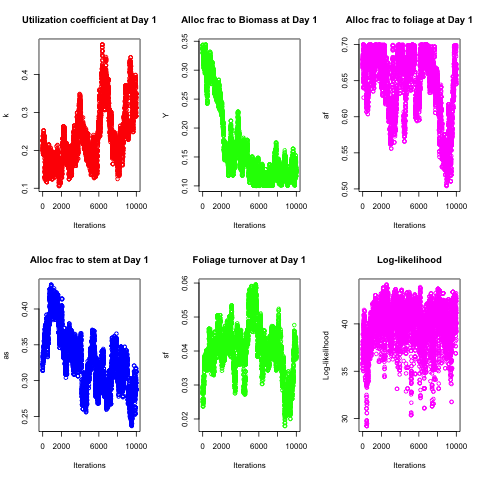 Utilization coefficient at Day 1
k
0.1 0.2 0.3 0.4
0 2000 6000 10000
Iterations
Alloc frac to Biomass at Day 1
Y
0.10 0.15 0.20 0.25 0.30 0.35
0 2000 6000 10000
Iterations
Alloc frac to foliage at Day 1
af
0.50 0.55 0.60 0.65 0.70
0 2000 6000 10000
Iterations
Alloc frac to stem at Day 1
as
0.25 0.30 0.35 0.40
0 2000 6000 10000
Iterations
Foliage turnover at Day 1
sf
0.02 0.03 0.04 0.05 0.06
0 2000 6000 10000
Iterations
Log-likelihood
Log-likelihood
30 35 40
0 2000 6000 10000
Iterations